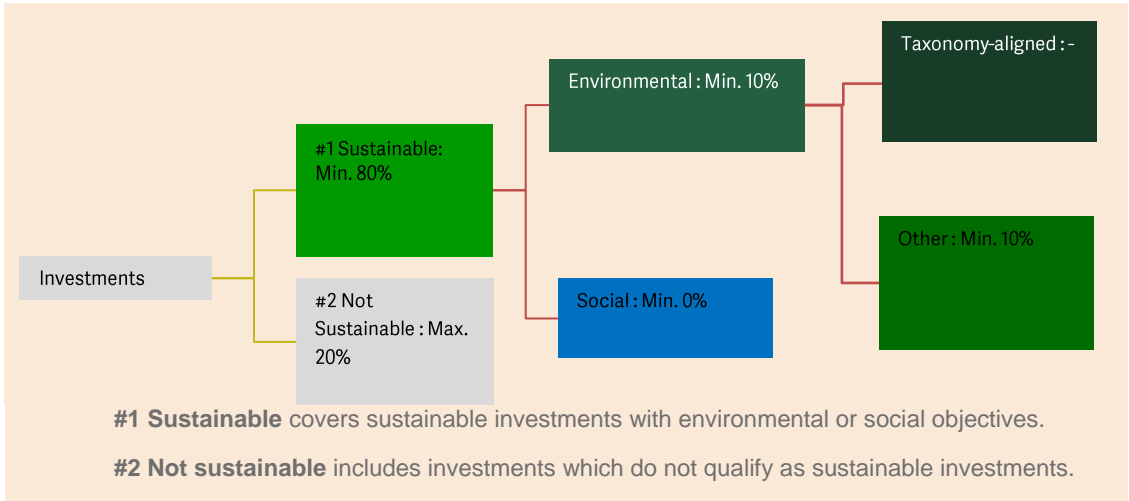 Taxonomy-aligned : -
Environmental : Min. 10%
#1 Sustainable:
Min. 80%
Other : Min. 10%
Investments
#2 Not
Sustainable : Max.
20%
Social : Min. 0%
#1 Sustainable covers sustainable investments with environmental or social objectives.
#2 Not sustainable includes investments which do not qualify as sustainable investments.